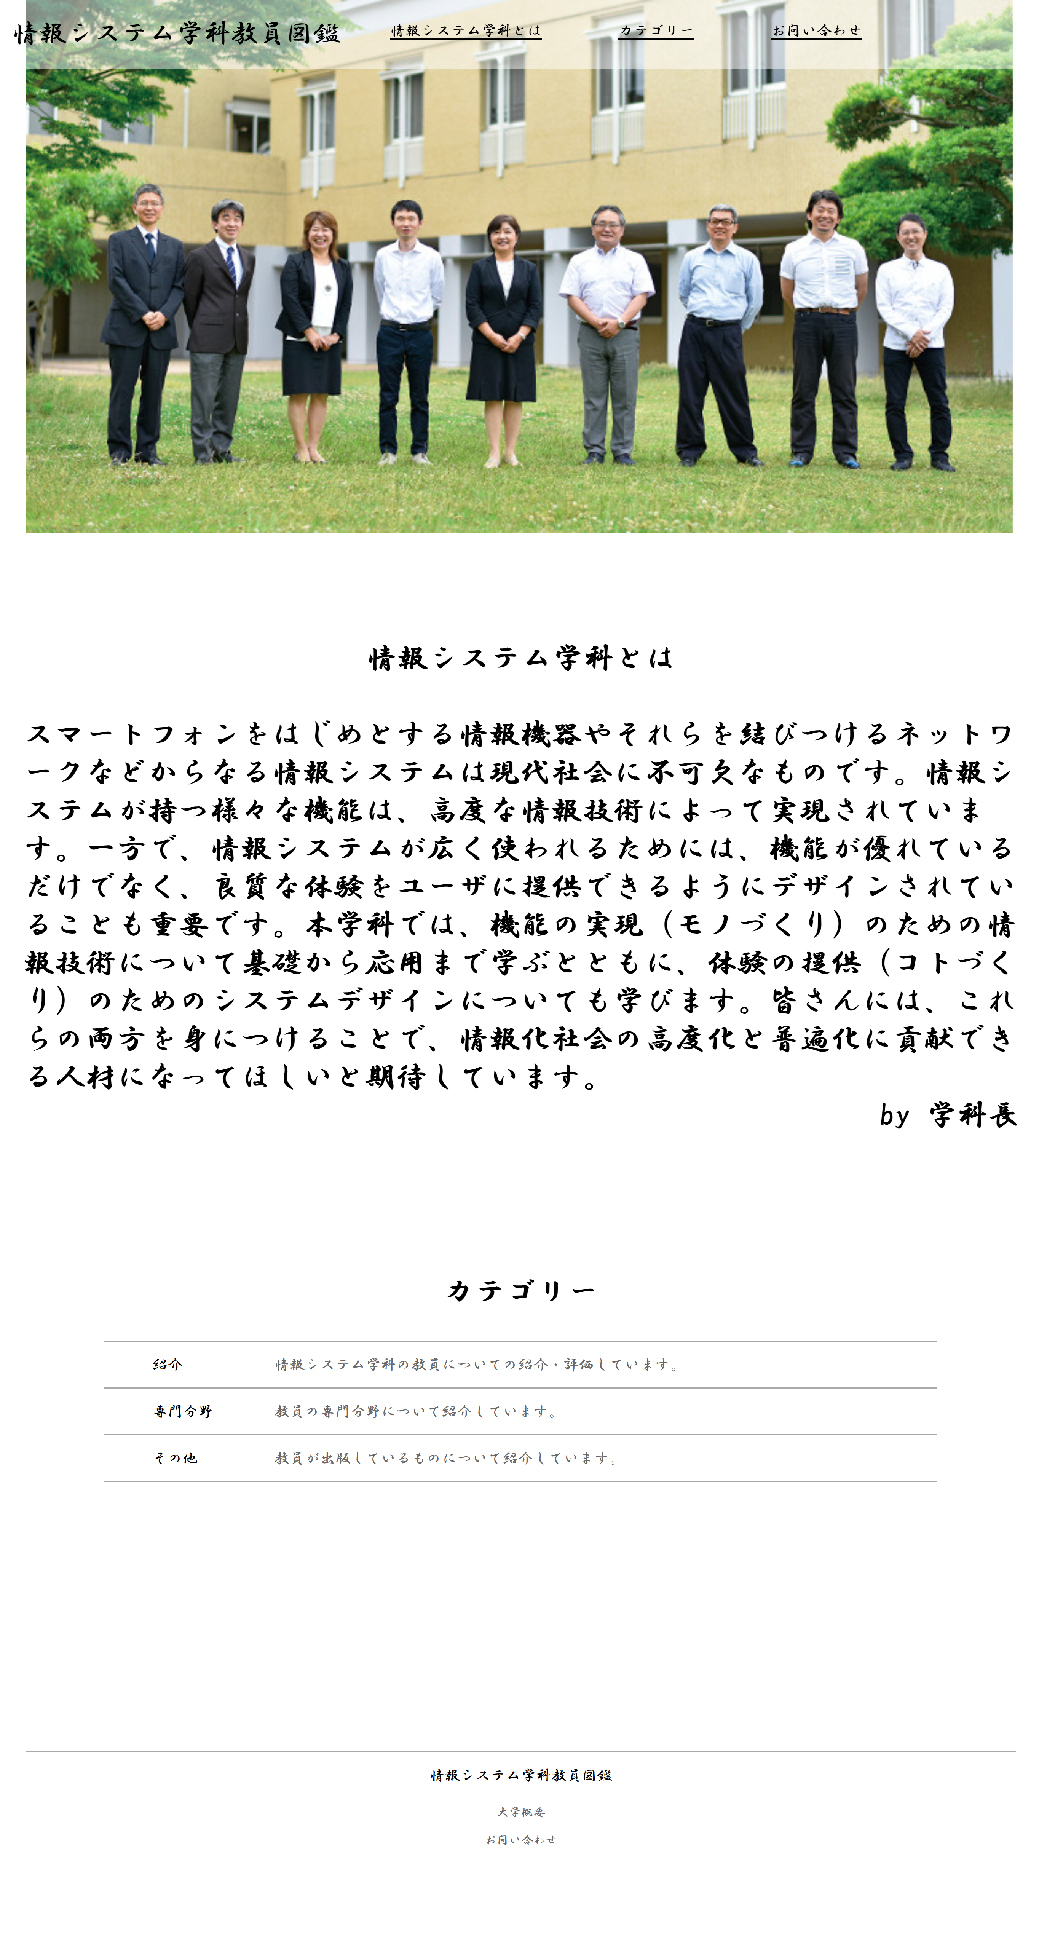 情報システム学科教員図鑑
情報システム学科とは
カテゴリー
お問い合わせ
情報システム学科とは
スマートフォンをはじめとする情報機器やそれらを結びつけるネットワ
ークなどからなる情報システムは現代社会に不可欠なものです。情報シ
ステムが持つ様々な機能は、高度な情報技術によって実現されていま
す。一方で、情報システムが広く使われるためには、機能が優れている
だけでなく、良質な体験をユーザに提供できるようにデザインされてい
ることも重要です。本学科では、機能の実現（モノづくり）のための情
報技術について基礎から応用まで学ぶとともに、体験の提供（コトづく
り）のためのシステムデザインについても学びます。皆さんには、これ
らの両方を身につけることで、情報化社会の高度化と普遍化に貢献でき
る人材になってほしいと期待しています。
by 学科長
カテゴリー
紹介 情報システム学科の教員についての紹介・評価しています。
専門分野 教員の専門分野について紹介しています。
その他 教員が出版しているものについて紹介しています。
情報システム学科教員図鑑
大学概要
お問い合わせ